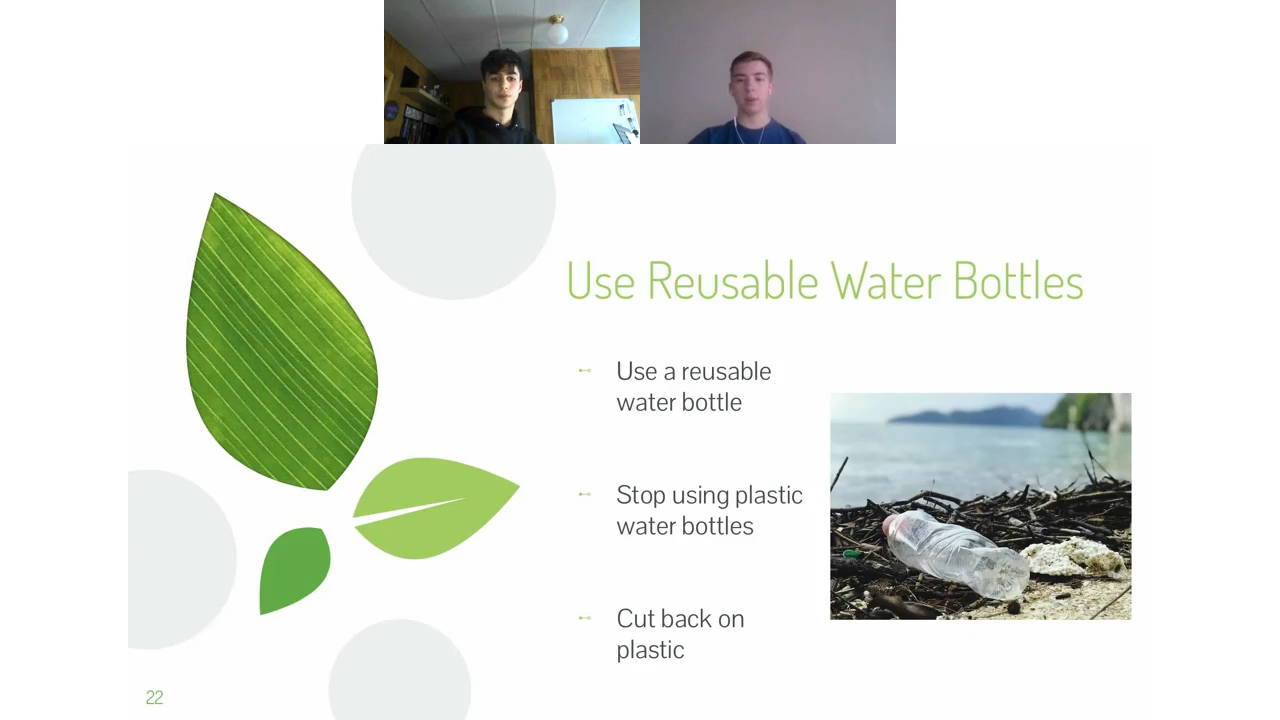 Use Reusable Water Bottles
Use a reusable
water bottle
Stop using plastic
water bottles
Cut back on
plastic
22